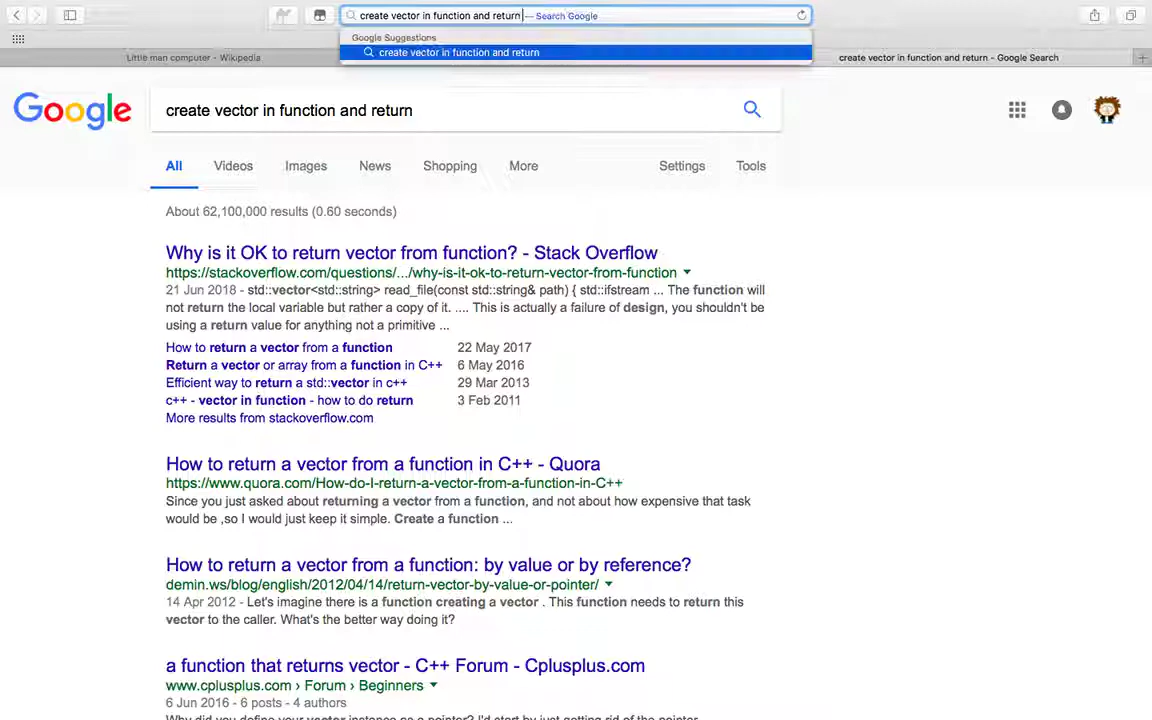 create vector in function and return — Search Google
Google Suggestions
create vector in function and return
Little man computer - Wikipedia
create vector in function and return - Google Search
Google
create vector in function and return
All Videos Images News Shopping More Settings Tools
About 62,100,000 results (0.60 seconds)
Why is it OK to return vector from function? - Stack Overflow
https://stackoverflow.com/questions/.../why-is-it-ok-to-return-vector-from-function
21 Jun 2018 - std::vector<std::string> read_file(const std::string& path) { std::ifstream ... The function will
not return the local variable but rather a copy of it. .... This is actually a failure of design, you shouldn't be
using a return value for anything not a primitive ...
How to return a vector from a function 22 May 2017
Return a vector or array from a function in C++ 6 May 2016
Efficient way to return a std::vector in c++ 29 Mar 2013
c++ - vector in function - how to do return 3 Feb 2011
More results from stackoverflow.com
How to return a vector from a function in C++ - Quora
https://www.quora.com/How-do-I-return-a-vector-from-a-function-in-C++
Since you just asked about returning a vector from a function, and not about how expensive that task
would be ,so I would just keep it simple. Create a function ...
How to return a vector from a function: by value or by reference?
demin.ws/blog/english/2012/04/14/return-vector-by-value-or-pointer/
14 Apr 2012 - Let's imagine there is a function creating a vector . This function needs to return this
vector to the caller. What's the better way doing it?
a function that returns vector - C++ Forum - Cplusplus.com
www.cplusplus.com › Forum › Beginners
6 Jun 2016 - 6 posts - 4 authors
Why did you define your vector instance as a pointer? I'd start by just getting rid of the pointer